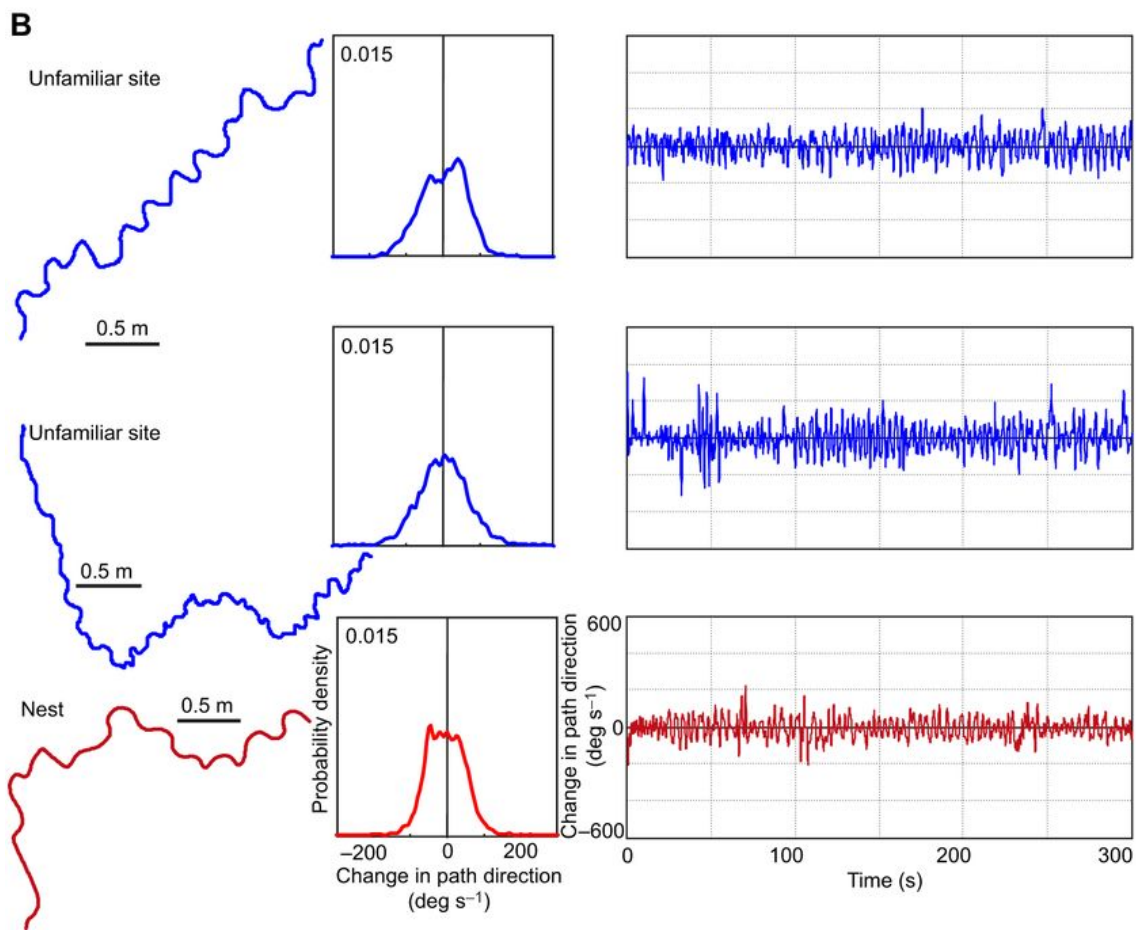 B
Unfamiliar site
0.5 m
0.015
Unfamiliar site
0.5 m
0.015
Nest
0.5 m
0.015
Probability density
–200
0
200
Change in path direction
(deg s–1)
Change in path direction
(deg s–1)
600
0
–600
0
100
200
300
Time (s)